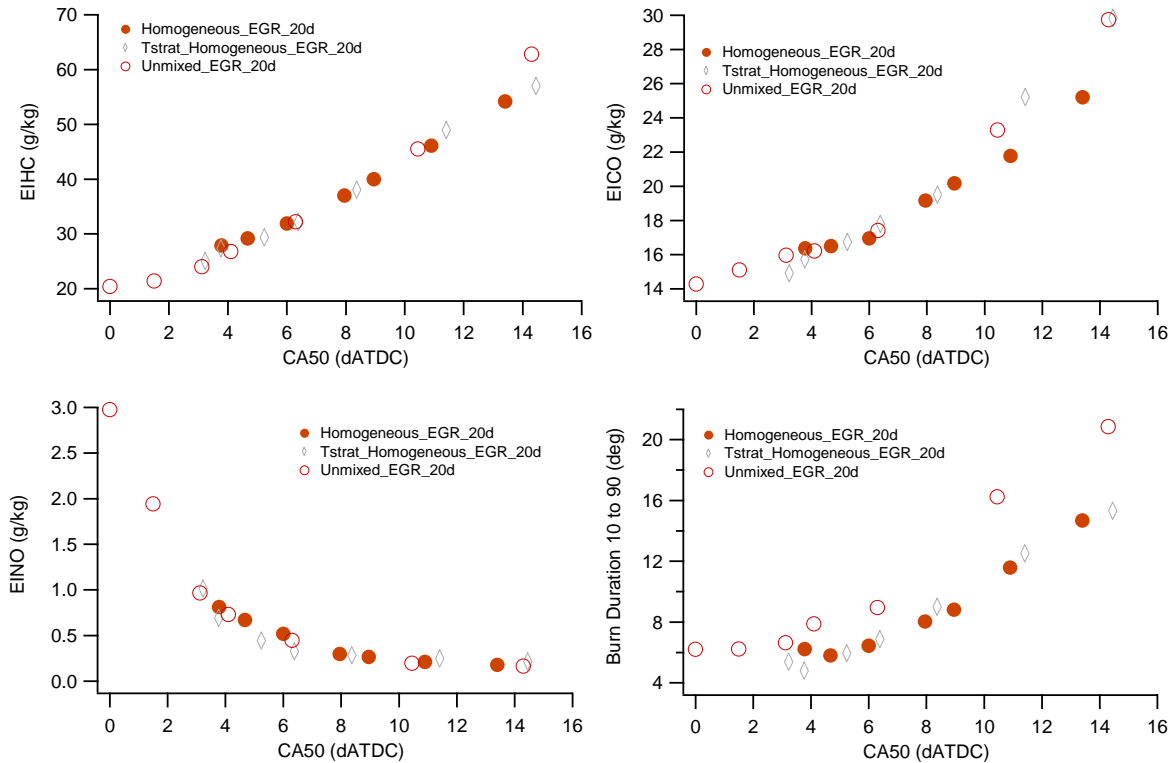 70
60
50
40
30
20
EIHC (g/kg)
Homogeneous_EGR_20d
Tstrat_Homogeneous_EGR_20d
Unmixed_EGR_20d
0 2 4 6 8 10 12 14 16
CA50 (dATDC)
30
28
26
24
22
20
18
16
14
EICO (g/kg)
Homogeneous_EGR_20d
Tstrat_Homogeneous_EGR_20d
Unmixed_EGR_20d
0 2 4 6 8 10 12 14 16
CA50 (dATDC)
3.0
2.5
2.0
1.5
1.0
0.5
0.0
EINO (g/kg)
Homogeneous_EGR_20d
Tstrat_Homogeneous_EGR_20d
Unmixed_EGR_20d
0 2 4 6 8 10 12 14 16
CA50 (dATDC)
20
16
12
8
4
Burn Duration 10 to 90 (deg)
Homogeneous_EGR_20d
Tstrat_Homogeneous_EGR_20d
Unmixed_EGR_20d
0 2 4 6 8 10 12 14 16
CA50 (dATDC)